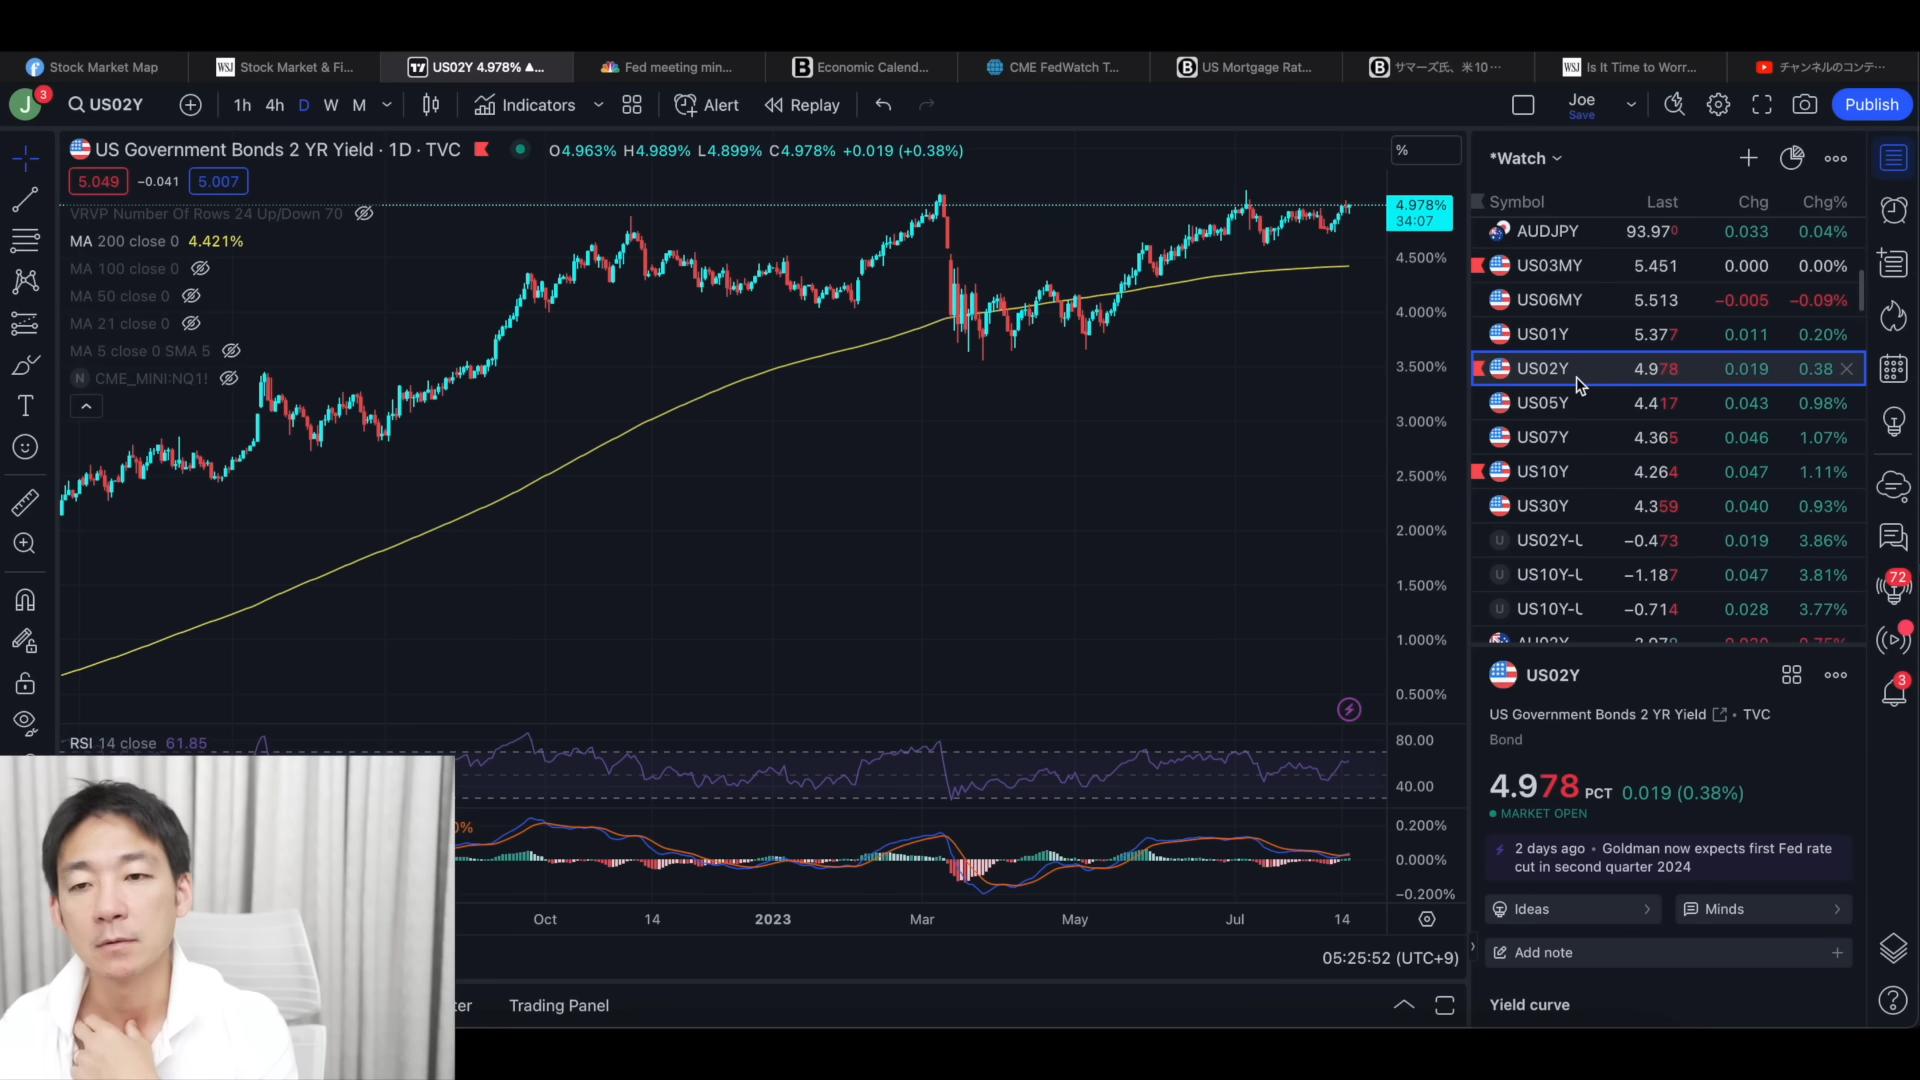 Stock Market Map
WSJ Stock Market & Fi...
US02Y 4.978% ▲...
Fed meeting min...
B Economic Calend...
CME FedWatch T...
B US Mortgage Rat...
B サマーズ氏、米10…
WSJ Is It Time to Worr...
チャンネルのコンテ…
J 3
US02Y
1h 4h D W M
Indicators
Alert
Replay
Joe
Save
Publish
US Government Bonds 2 YR Yield · 1D · TVC
O4.963% H4.989% L4.899% C4.978% +0.019 (+0.38%)
5.049 −0.041 5.007
VRVP Number Of Rows 24 Up/Down 70
MA 200 close 0 4.421%
MA 100 close 0
MA 50 close 0
MA 21 close 0
MA 5 close 0 SMA 5
N CME_MINI:NQ1!
%
4.978%
34:07
4.500%
4.000%
3.500%
3.000%
2.500%
2.000%
1.500%
1.000%
0.500%
RSI 14 close 61.85
80.00
40.00
0%
0.200%
0.000%
−0.200%
Oct 14 2023 Mar May Jul 14
05:25:52 (UTC+9)
ter
Trading Panel
*Watch
Symbol Last Chg Chg%
AUDJPY 93.970 0.033 0.04%
US03MY 5.451 0.000 0.00%
US06MY 5.513 −0.005 −0.09%
US01Y 5.377 0.011 0.20%
US02Y 4.978 0.019 0.38
US05Y 4.417 0.043 0.98%
US07Y 4.365 0.046 1.07%
US10Y 4.264 0.047 1.11%
US30Y 4.359 0.040 0.93%
U US02Y-U −0.473 0.019 3.86%
U US10Y-U −1.187 0.047 3.81%
U US10Y-U −0.714 0.028 3.77%
US02Y
US Government Bonds 2 YR Yield • TVC
Bond
4.978 PCT 0.019 (0.38%)
MARKET OPEN
2 days ago • Goldman now expects first Fed rate
cut in second quarter 2024
Ideas
Minds
Add note
Yield curve
72
3